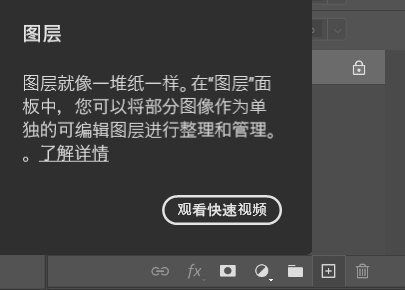 图层
图层就像一堆纸一样。在“图层”面
板中，您可以将部分图像作为单
独的可编辑图层进行整理和管理。
。了解详情
观看快速视频
fx